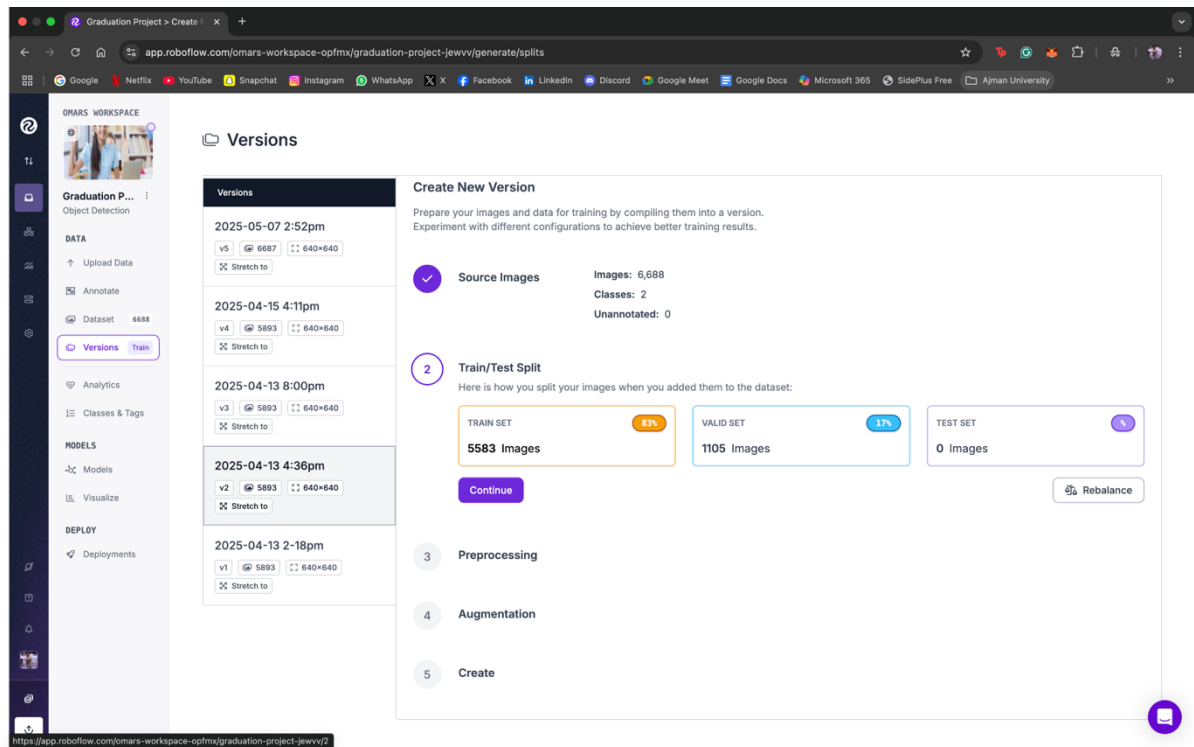 Graduation Project > Create N
app.roboflow.com/omars-workspace-opfmx/graduation-project-jewvv/generate/splits
Google Netflix YouTube Snapchat Instagram WhatsApp X Facebook LinkedIn Discord Google Meet Google Docs Microsoft 365 SidePlus Free Ajman University
OMARS WORKSPACE
Graduation P...
Object Detection
DATA
Upload Data
Annotate
Dataset 6688
Versions Train
Analytics
Classes & Tags
MODELS
Models
Visualize
DEPLOY
Deployments
Versions
Versions
2025-05-07 2:52pm
v5 6687 640×640
Stretch to
2025-04-15 4:11pm
v4 5893 640×640
Stretch to
2025-04-13 8:00pm
v3 5893 640×640
Stretch to
2025-04-13 4:36pm
v2 5893 640×640
Stretch to
2025-04-13 2-18pm
v1 5893 640×640
Stretch to
Create New Version
Prepare your images and data for training by compiling them into a version.
Experiment with different configurations to achieve better training results.
Source Images
Images: 6,688
Classes: 2
Unannotated: 0
2 Train/Test Split
Here is how you split your images when you added them to the dataset:
TRAIN SET 83%
5583 Images
VALID SET 17%
1105 Images
TEST SET %
0 Images
Continue
Rebalance
3 Preprocessing
4 Augmentation
5 Create
https://app.roboflow.com/omars-workspace-opfmx/graduation-project-jewvv/2